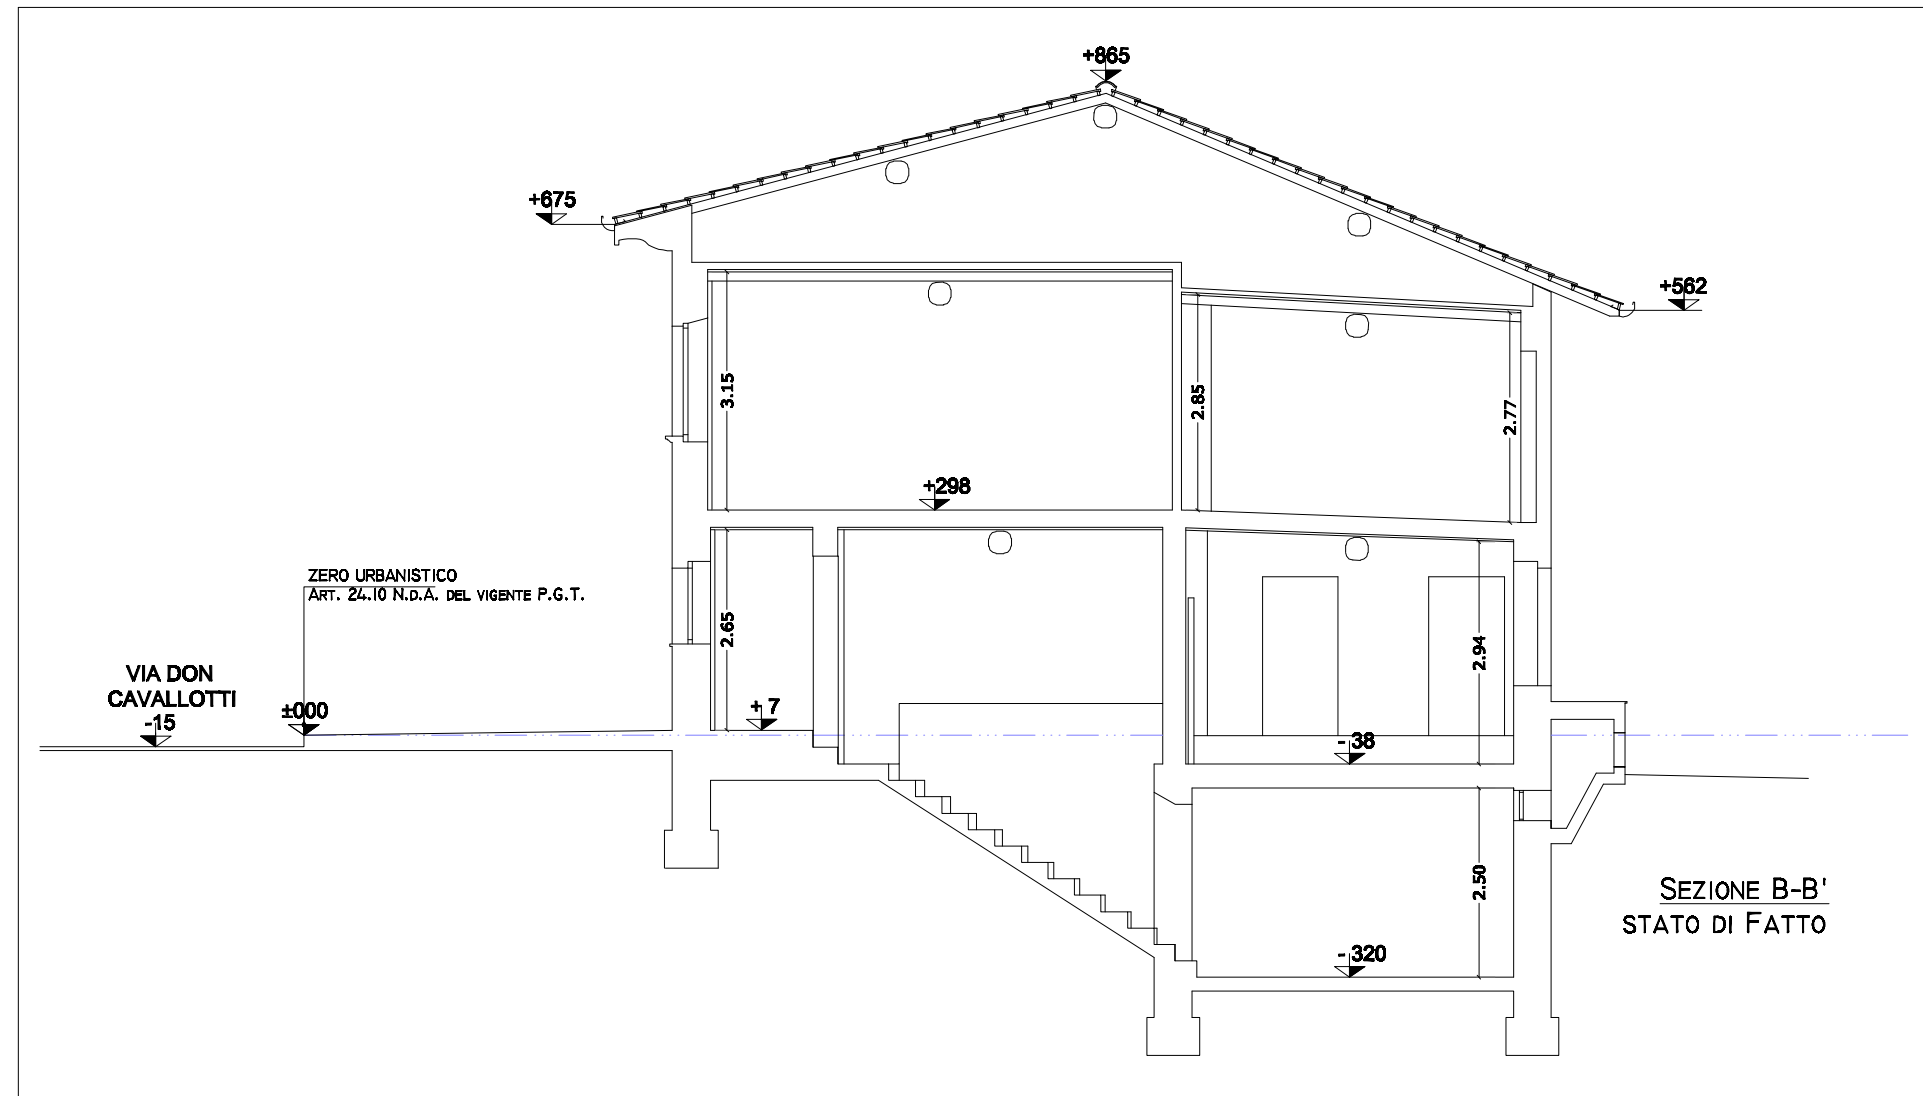 +865
+675
+562
3.15
2.85
2.77
+298
ZERO URBANISTICO
ART. 24.10 N.D.A. DEL VIGENTE P.G.T.
2.65
2.94
VIA DON
CAVALLOTTI
-15
±000
+ 7
- 38
2.50
SEZIONE B-B'
STATO DI FATTO
- 320